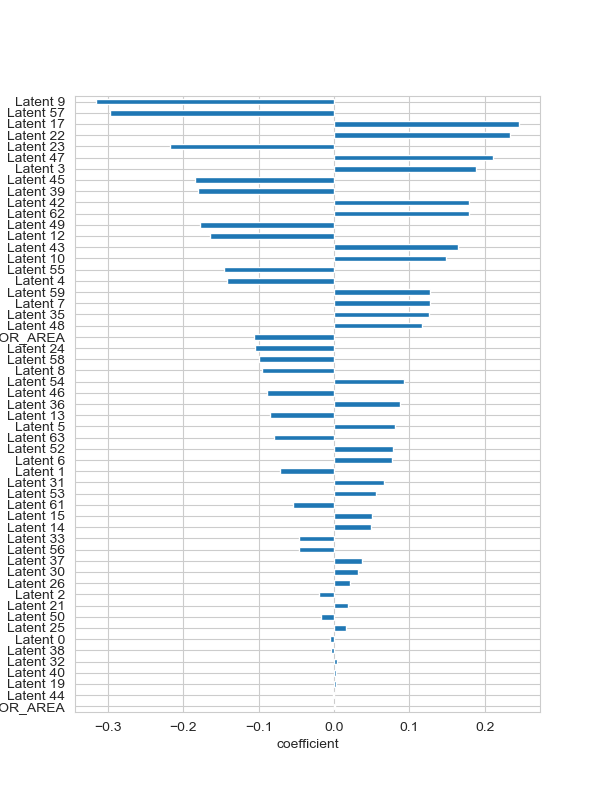 Latent 9
Latent 57
Latent 17
Latent 22
Latent 23
Latent 47
Latent 3
Latent 45
Latent 39
Latent 42
Latent 62
Latent 49
Latent 12
Latent 43
Latent 10
Latent 55
Latent 4
Latent 59
Latent 7
Latent 35
Latent 48
OR_AREA
Latent 24
Latent 58
Latent 8
Latent 54
Latent 46
Latent 36
Latent 13
Latent 5
Latent 63
Latent 52
Latent 6
Latent 1
Latent 31
Latent 53
Latent 61
Latent 15
Latent 14
Latent 33
Latent 56
Latent 37
Latent 30
Latent 26
Latent 2
Latent 21
Latent 50
Latent 25
Latent 0
Latent 38
Latent 32
Latent 40
Latent 19
Latent 44
OR_AREA
−0.3 −0.2 −0.1 0.0 0.1 0.2
coefficient